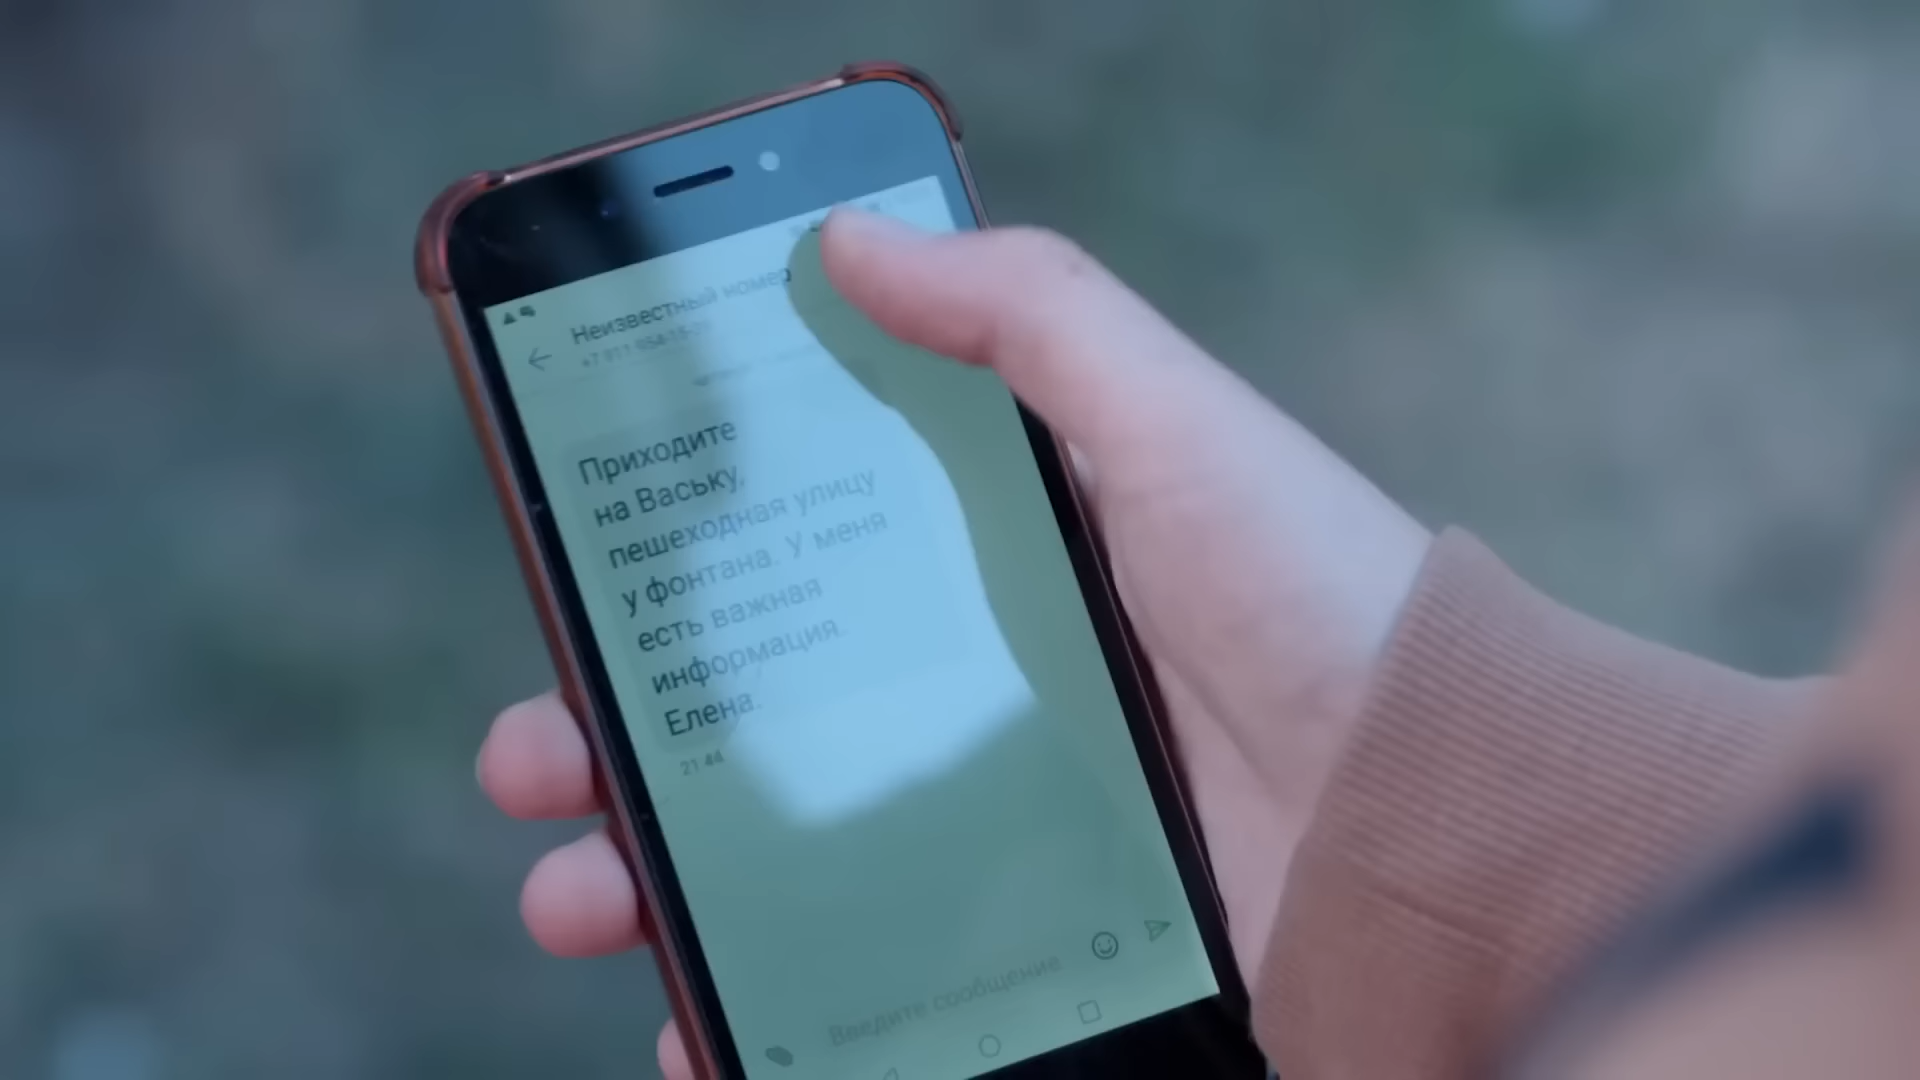 Неизвестный номер
Приходите
на Ваську,
пешеходная улицу
у фонтана. У меня
есть важная
информация.
Елена.
21:44
Введите сообщение